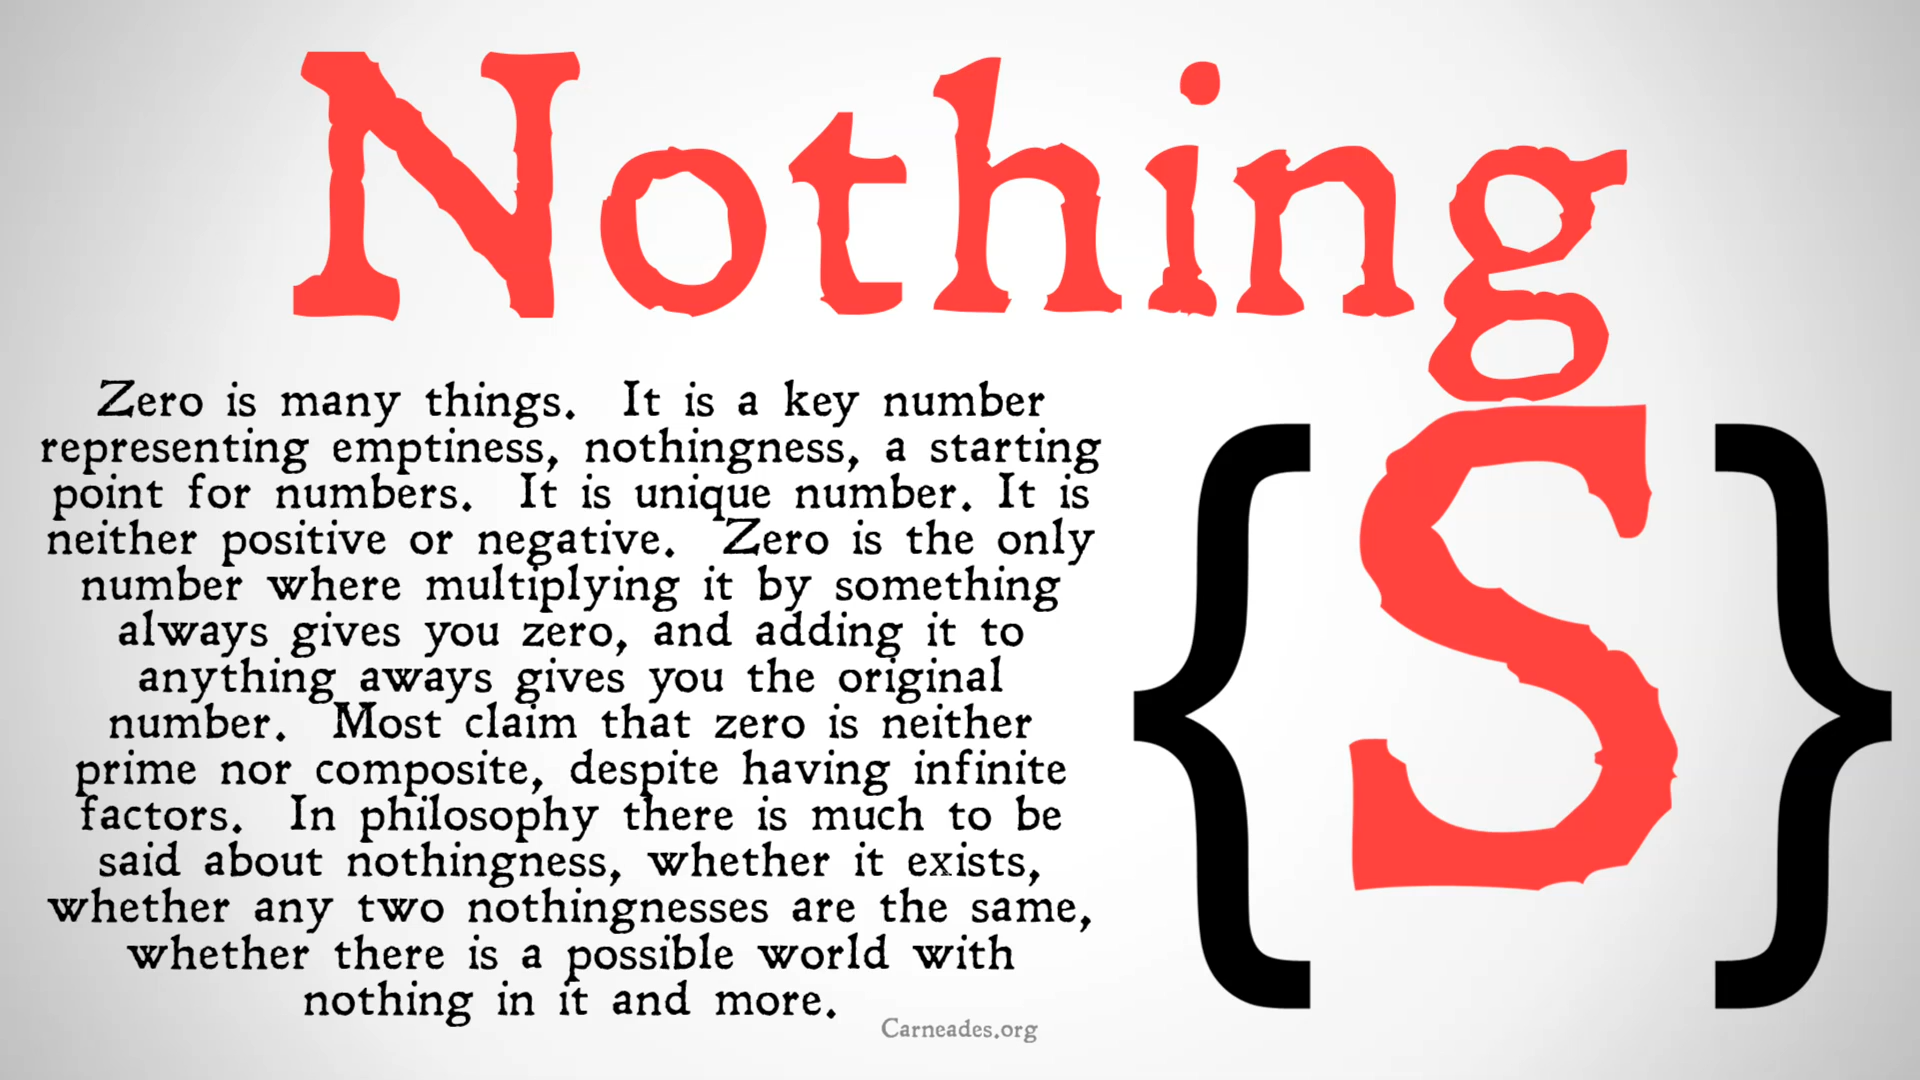 Nothing
Zero is many things. It is a key number
representing emptiness, nothingness, a starting
point for numbers. It is unique number. It is
neither positive or negative. Zero is the only
number where multiplying it by something
always gives you zero, and adding it to
anything aways gives you the original
number. Most claim that zero is neither
prime nor composite, despite having infinite
factors. In philosophy there is much to be
said about nothingness, whether it exists,
whether any two nothingnesses are the same,
whether there is a possible world with
nothing in it and more.
{S}
Carneades.org